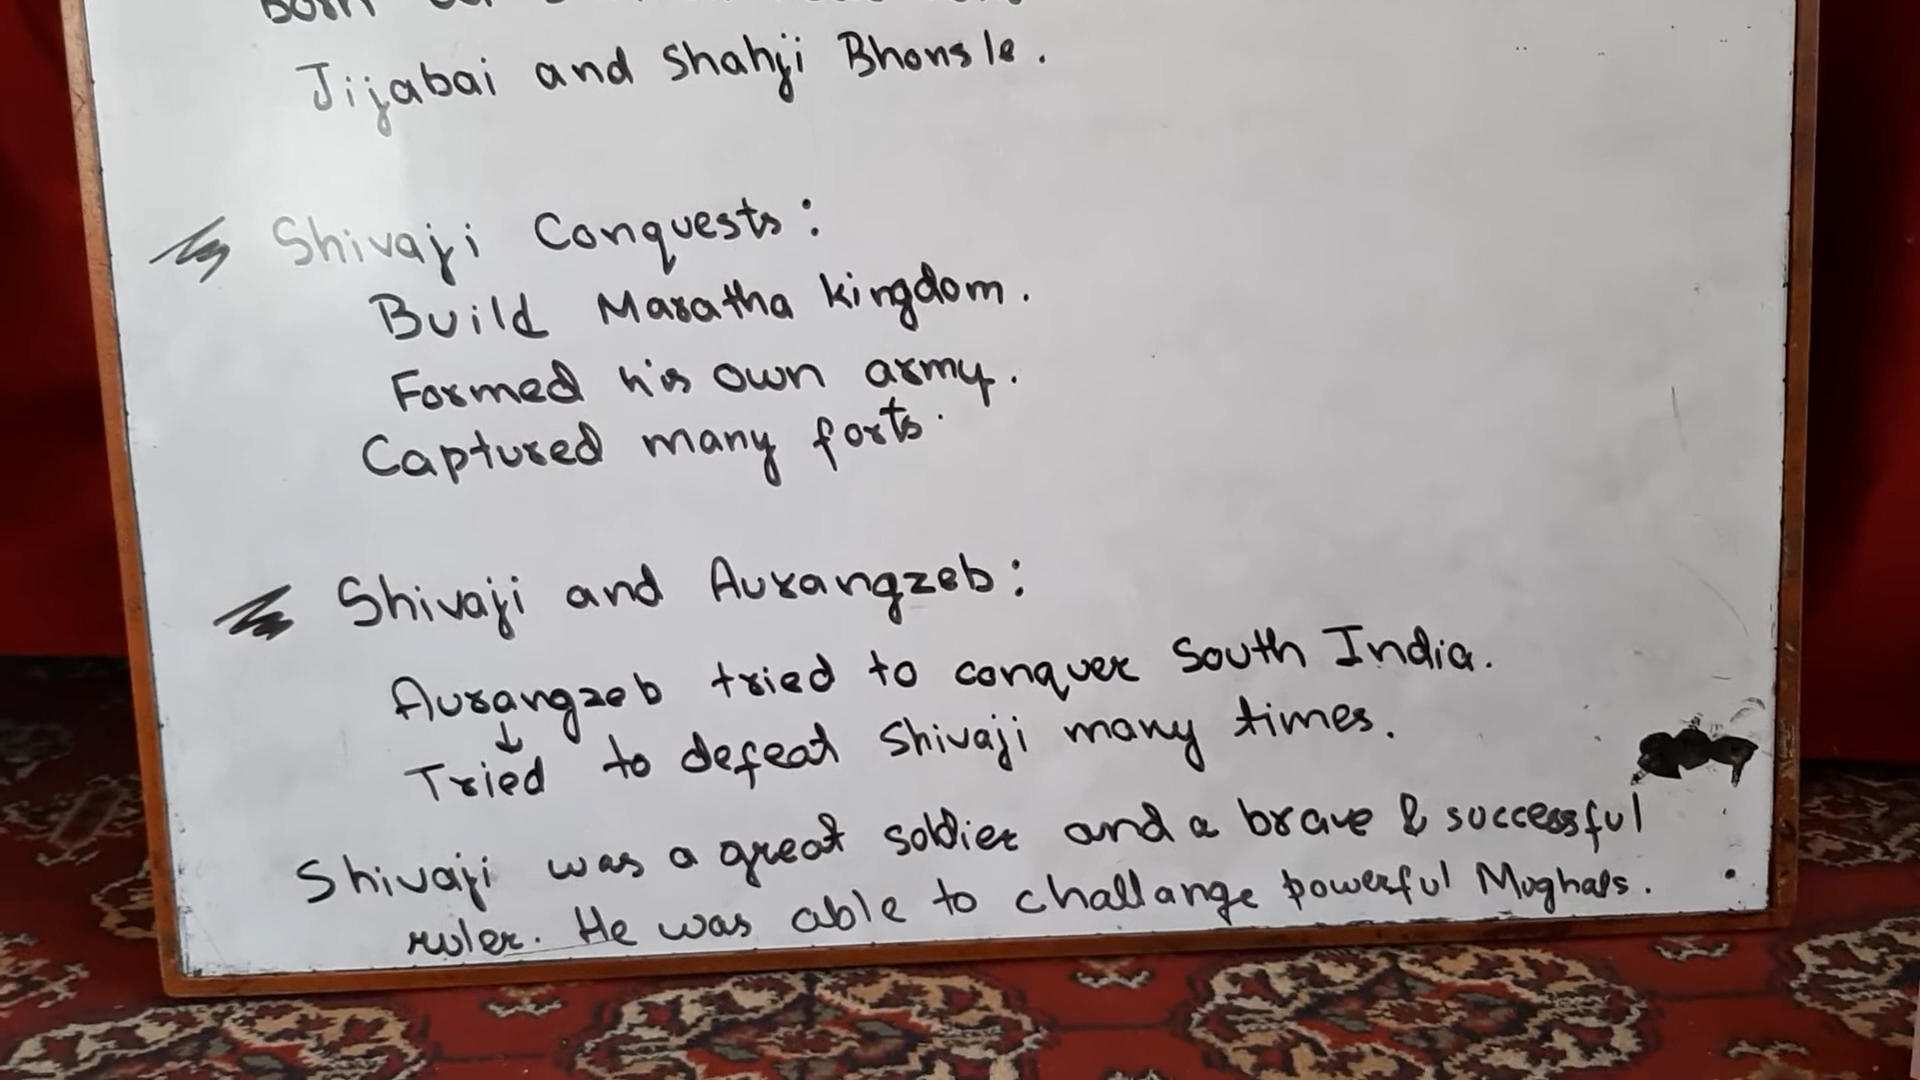 Born
Jijabai and Shahji Bhonsle.
Shivaji Conquests:
Build Maratha kingdom.
Formed his own army.
Captured many forts.
Shivaji and Aurangzeb:
Aurangzeb tried to conquer South India.
↓
Tried to defeat Shivaji many times.
Shivaji was a great soldier and a brave & successful
ruler. He was able to challange powerful Mughals.